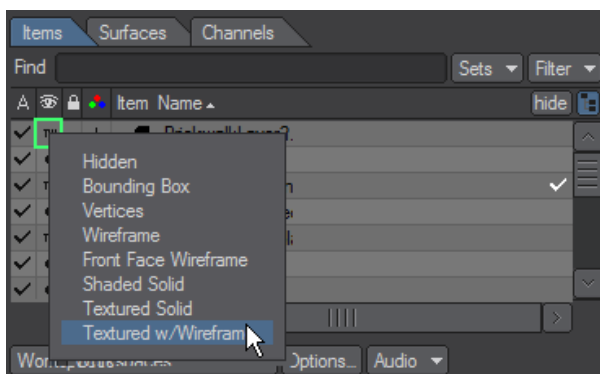 Items Surfaces Channels
Find Sets Filter
A Item Name hide
Hidden
Bounding Box
Vertices
Wireframe
Front Face Wireframe
Shaded Solid
Textured Solid
Textured w/Wirefram
Options... Audio